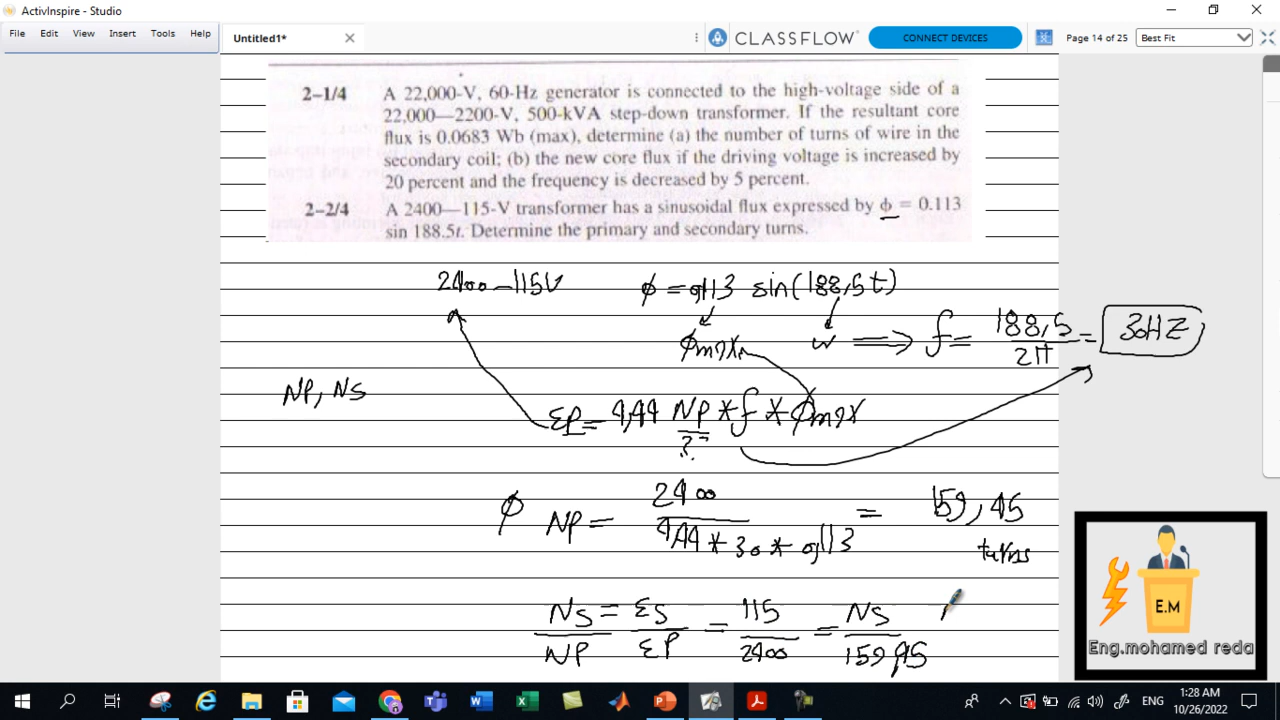 ActivInspire - Studio
File Edit View Insert Tools Help
Untitled1*
CLASSFLOW
CONNECT DEVICES
Page 14 of 25
Best Fit
2–1/4 A 22,000-V, 60-Hz generator is connected to the high-voltage side of a
22,000—2200-V, 500-kVA step-down transformer. If the resultant core
flux is 0.0683 Wb (max), determine (a) the number of turns of wire in the
secondary coil; (b) the new core flux if the driving voltage is increased by
20 percent and the frequency is decreased by 5 percent.
2–2/4 A 2400—115-V transformer has a sinusoidal flux expressed by ϕ = 0.113
sin 188.5t. Determine the primary and secondary turns.
2400 - 115V
ϕ = 0,113 sin(188,5t)
ϕmax w ⟹ f = 188,5 / 2π = 30HZ
NP, NS
EP = 4,44 NP * f * ϕmax
?
ϕ NP = 2400 / 4,44 * 30 * 0,113 = 159,45
turns
NS / NP = ES / EP = 115 / 2400 = NS / 159,45
E.M
Eng.mohamed reda
ENG
1:28 AM
10/26/2022